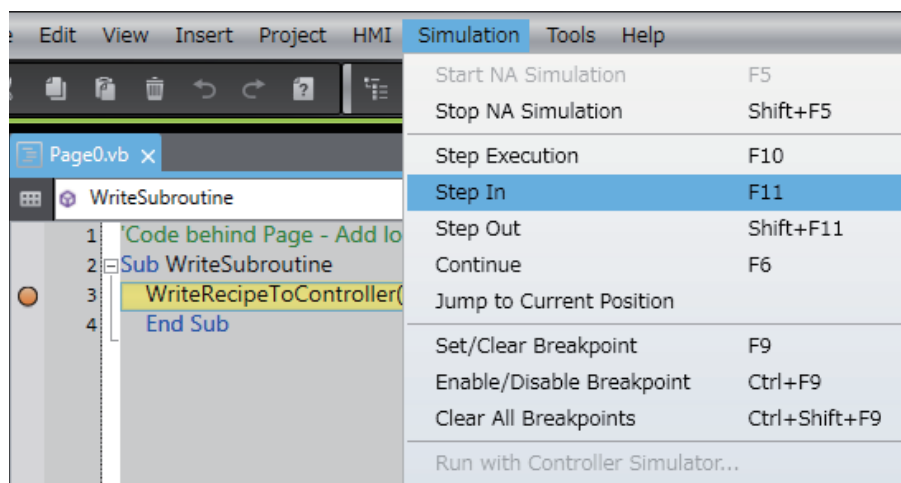 Edit View Insert Project HMI Simulation Tools Help
Page0.vb
WriteSubroutine
1 'Code behind Page - Add lo
2 Sub WriteSubroutine
3 WriteRecipeToController(
4 End Sub
Start NA Simulation F5
Stop NA Simulation Shift+F5
Step Execution F10
Step In F11
Step Out Shift+F11
Continue F6
Jump to Current Position
Set/Clear Breakpoint F9
Enable/Disable Breakpoint Ctrl+F9
Clear All Breakpoints Ctrl+Shift+F9
Run with Controller Simulator...